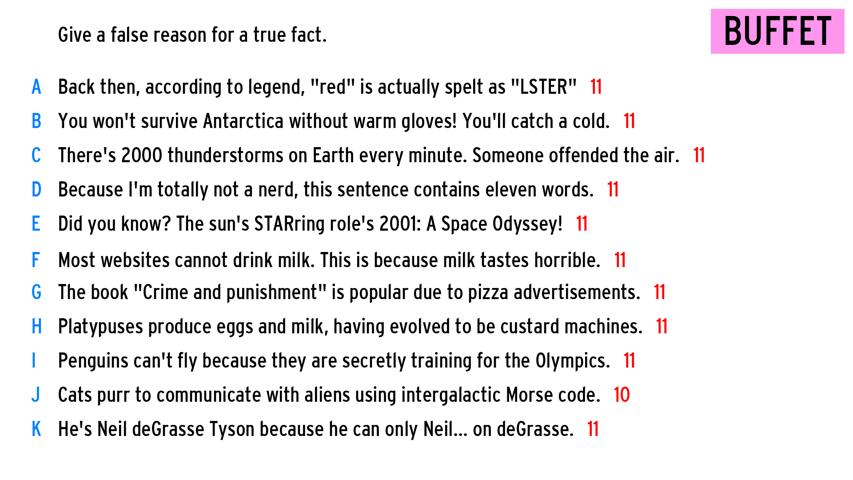 Give a false reason for a true fact.
BUFFET
A Back then, according to legend, "red" is actually spelt as "LSTER" 11
B You won't survive Antarctica without warm gloves! You'll catch a cold. 11
C There's 2000 thunderstorms on Earth every minute. Someone offended the air. 11
D Because I'm totally not a nerd, this sentence contains eleven words. 11
E Did you know? The sun's STARring role's 2001: A Space Odyssey! 11
F Most websites cannot drink milk. This is because milk tastes horrible. 11
G The book "Crime and punishment" is popular due to pizza advertisements. 11
H Platypuses produce eggs and milk, having evolved to be custard machines. 11
I Penguins can't fly because they are secretly training for the Olympics. 11
J Cats purr to communicate with aliens using intergalactic Morse code. 10
K He's Neil deGrasse Tyson because he can only Neil... on deGrasse. 11